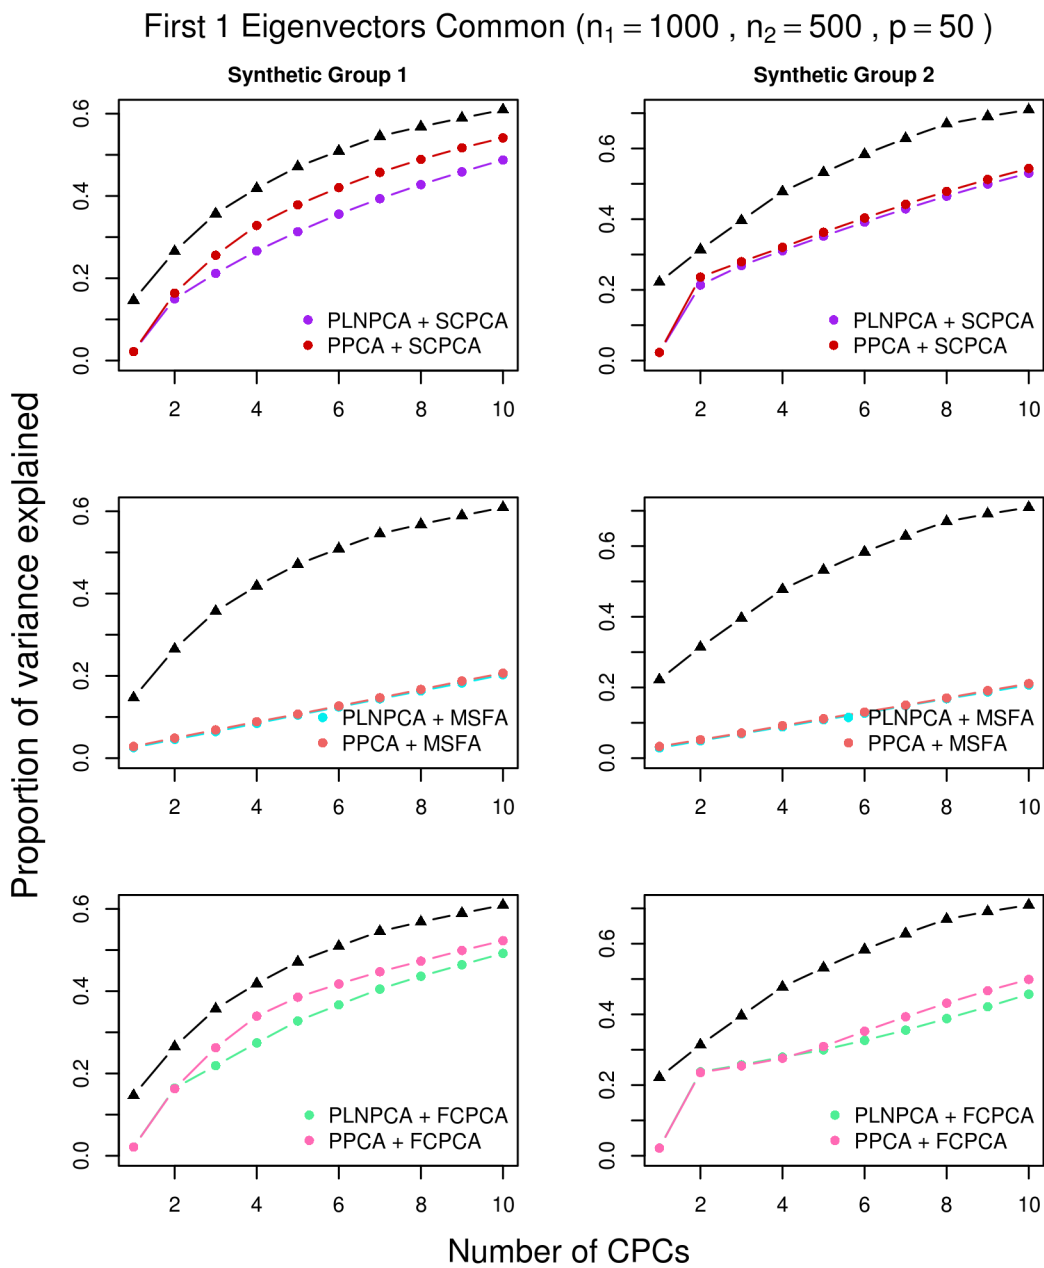 First 1 Eigenvectors Common (n₁ = 1000 , n₂ = 500 , p = 50 )
Synthetic Group 1
Synthetic Group 2
Proportion of variance explained
0.0 0.2 0.4 0.6
2 4 6 8 10
PLNPCA + SCPCA
PPCA + SCPCA
0.0 0.2 0.4 0.6
2 4 6 8 10
PLNPCA + SCPCA
PPCA + SCPCA
0.0 0.2 0.4 0.6
2 4 6 8 10
PLNPCA + MSFA
PPCA + MSFA
0.0 0.2 0.4 0.6
2 4 6 8 10
PLNPCA + MSFA
PPCA + MSFA
0.0 0.2 0.4 0.6
2 4 6 8 10
PLNPCA + FCPCA
PPCA + FCPCA
0.0 0.2 0.4 0.6
2 4 6 8 10
PLNPCA + FCPCA
PPCA + FCPCA
Number of CPCs